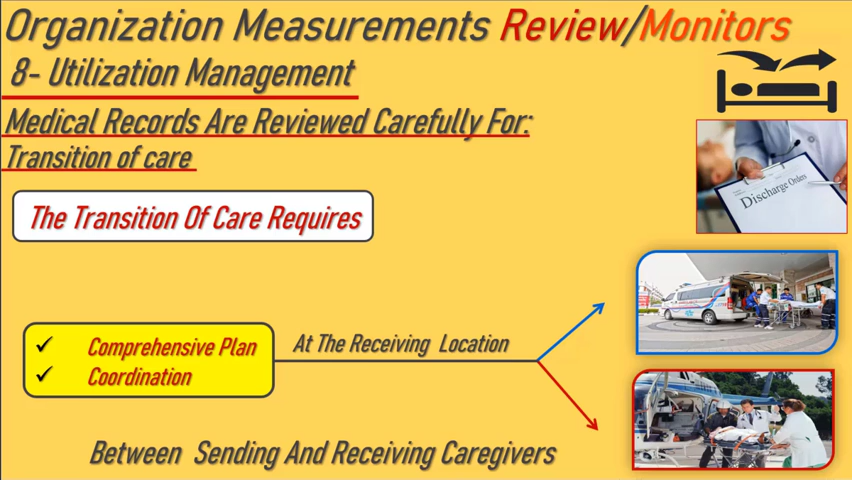 Organization Measurements Review/Monitors
8- Utilization Management
Medical Records Are Reviewed Carefully For:
Transition of care
Discharge Orders
The Transition Of Care Requires
✓ Comprehensive Plan
✓ Coordination
At The Receiving Location
Between Sending And Receiving Caregivers